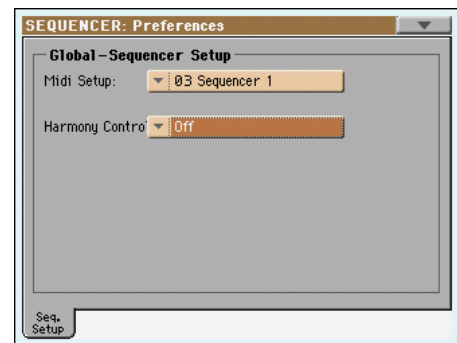 SEQUENCER: Preferences
Global-Sequencer Setup
Midi Setup: 03 Sequencer 1
Harmony Contro Off
Seq.
Setup